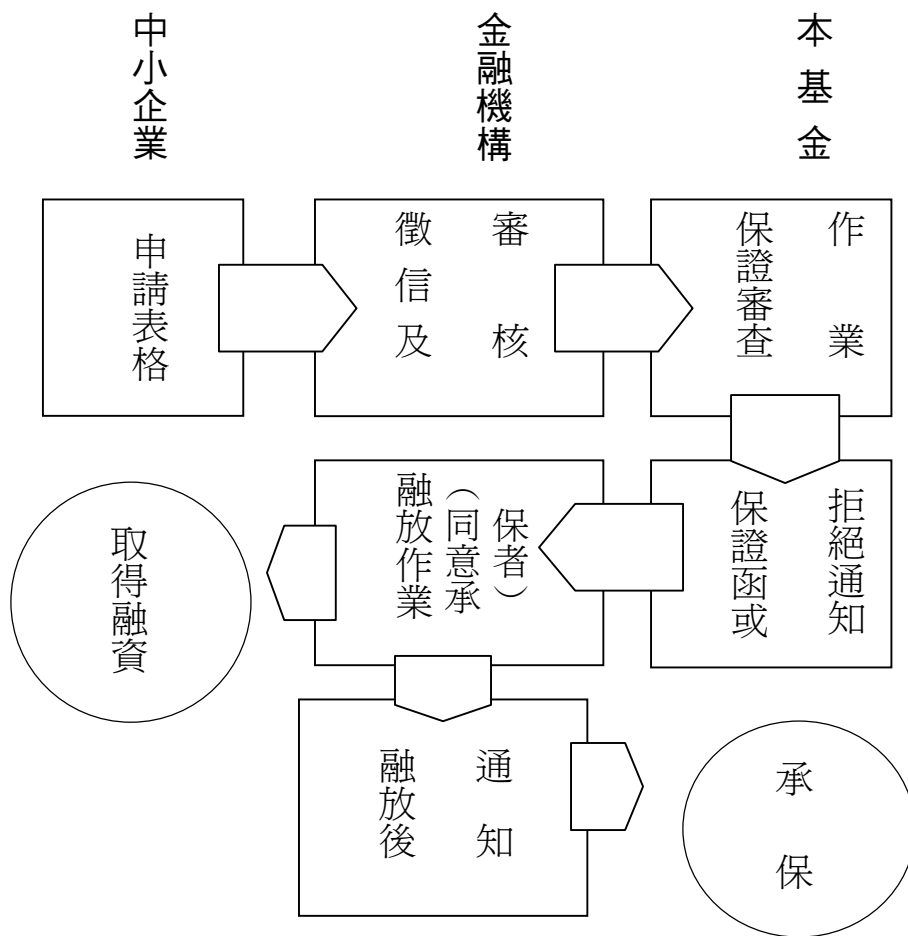 中小企業
金融機構
本基金
申請表格
徵信及
審核
保證審查
作業
保證函或
拒絕通知
融放作業
（同意承
保者）
取得融資
融放後
通知
承保